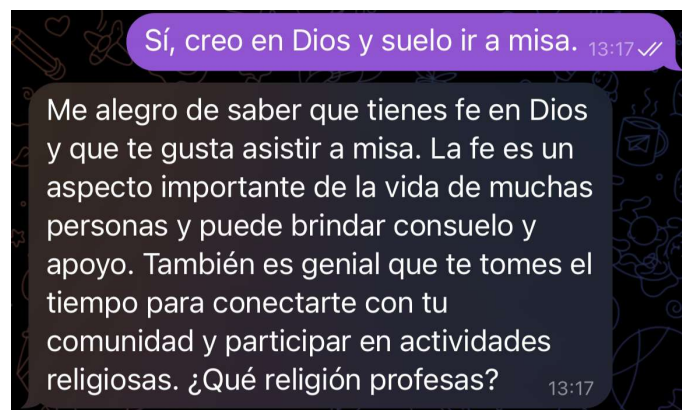 Sí, creo en Dios y suelo ir a misa. 13:17
Me alegro de saber que tienes fe en Dios
y que te gusta asistir a misa. La fe es un
aspecto importante de la vida de muchas
personas y puede brindar consuelo y
apoyo. También es genial que te tomes el
tiempo para conectarte con tu
comunidad y participar en actividades
religiosas. ¿Qué religión profesas? 13:17